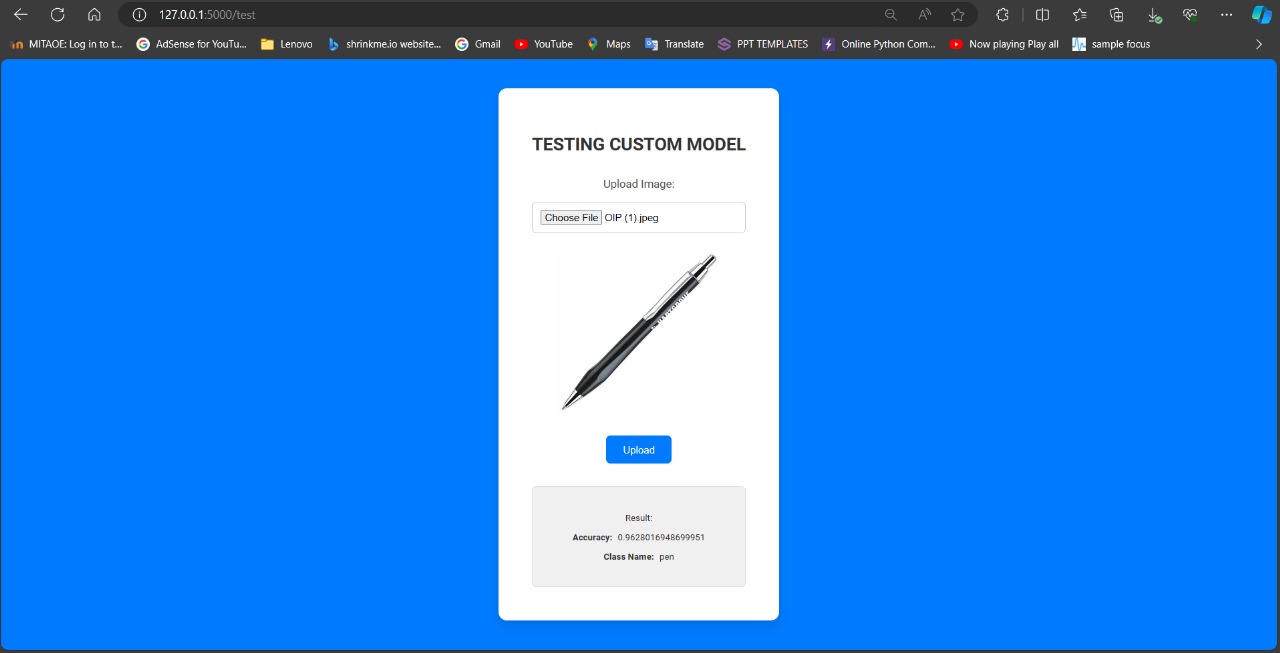 127.0.0.1:5000/test
MITAOE: Log in to t...
AdSense for YouTu...
Lenovo
shrinkme.io website...
Gmail
YouTube
Maps
Translate
PPT TEMPLATES
Online Python Com...
Now playing Play all
sample focus
TESTING CUSTOM MODEL
Upload Image:
Choose File OIP (1).jpeg
Upload
Result:
Accuracy: 0.9628016948699951
Class Name: pen